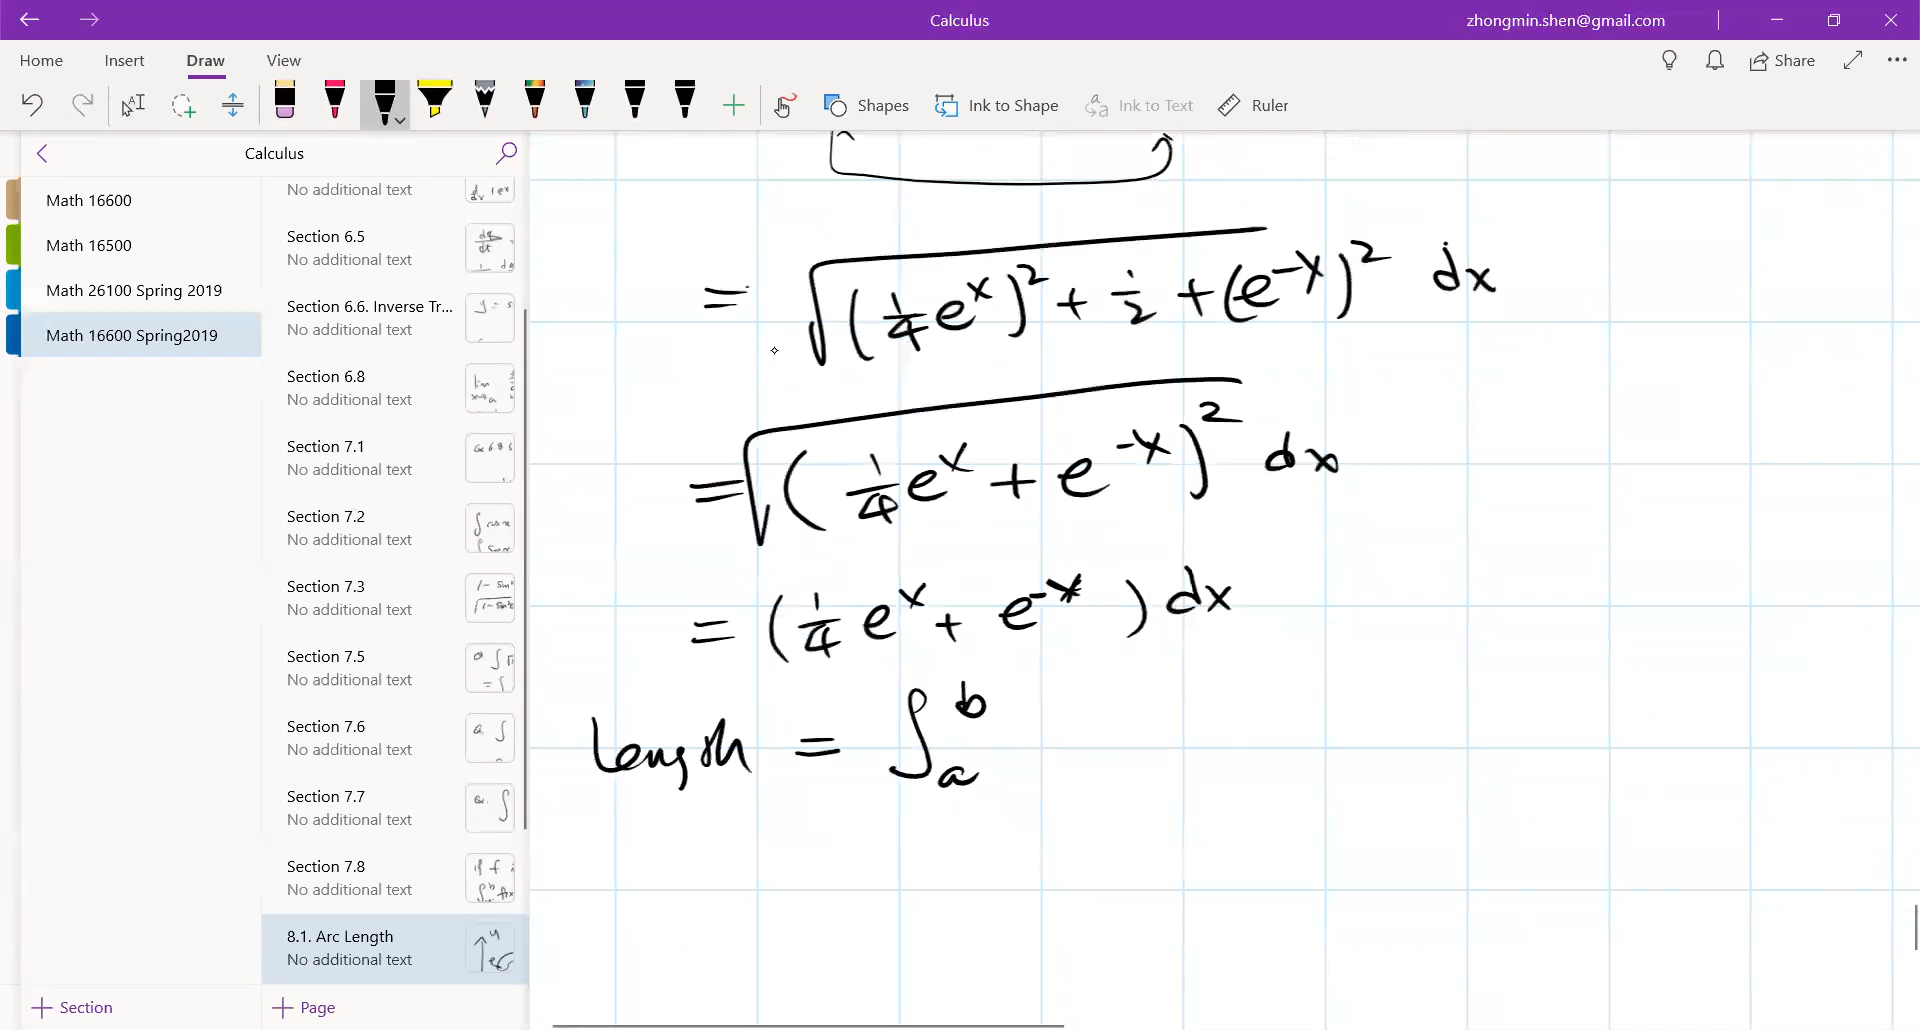 Calculus
zhongmin.shen@gmail.com
Home Insert Draw View
Share
Shapes
Ink to Shape
Ink to Text
Ruler
Calculus
Math 16600
Math 16500
Math 26100 Spring 2019
Math 16600 Spring2019
No additional text
Section 6.5
No additional text
Section 6.6. Inverse Tr...
No additional text
Section 6.8
No additional text
Section 7.1
No additional text
Section 7.2
No additional text
Section 7.3
No additional text
Section 7.5
No additional text
Section 7.6
No additional text
Section 7.7
No additional text
Section 7.8
No additional text
8.1. Arc Length
No additional text
+ Section
+ Page
= √((1/4 e^x)^2 + 1/2 + (e^-x)^2) dx
= √((1/4 e^x + e^-x)^2) dx
= (1/4 e^x + e^-x) dx
Length = ∫_a^b